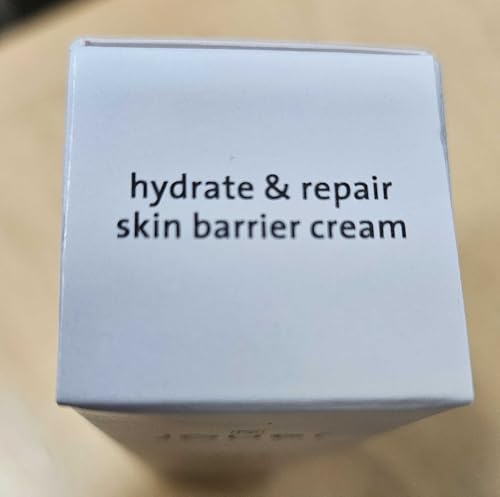 hydrate & repair
skin barrier cream